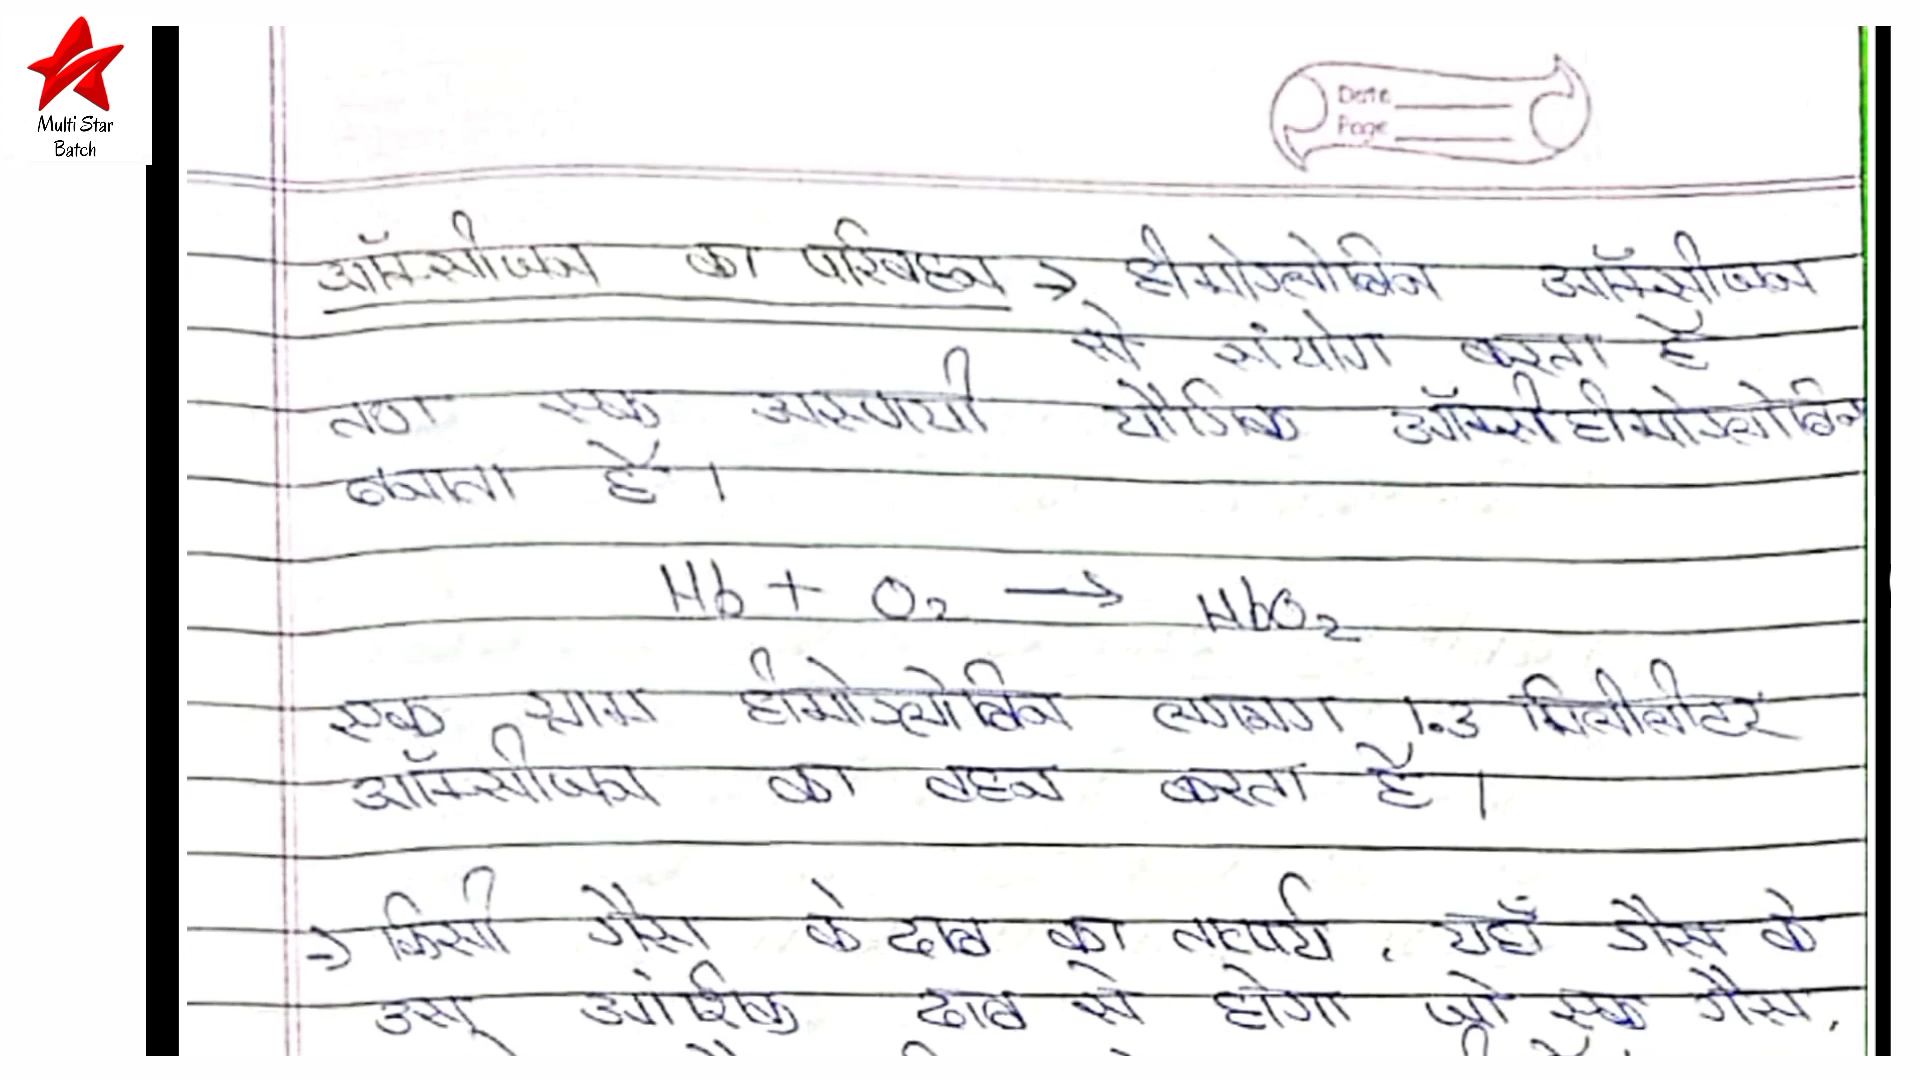 Multi Star
Batch
Date
Page
ऑक्सीजन का परिवहन → हीमोग्लोबिन ऑक्सीजन
से संयोग करता है
तथा एक अस्थायी यौगिक ऑक्सीहीमोग्लोबिन
बनाता है।
Hb + O₂ → HbO₂
एक ग्राम हीमोग्लोबिन लगभग 1.3 मिलीलीटर
ऑक्सीजन का वहन करता है।
→ किसी गैस के दाब का तात्पर्य, यहाँ गैस के
उस आंशिक दाब से होगा जो एक गैस,